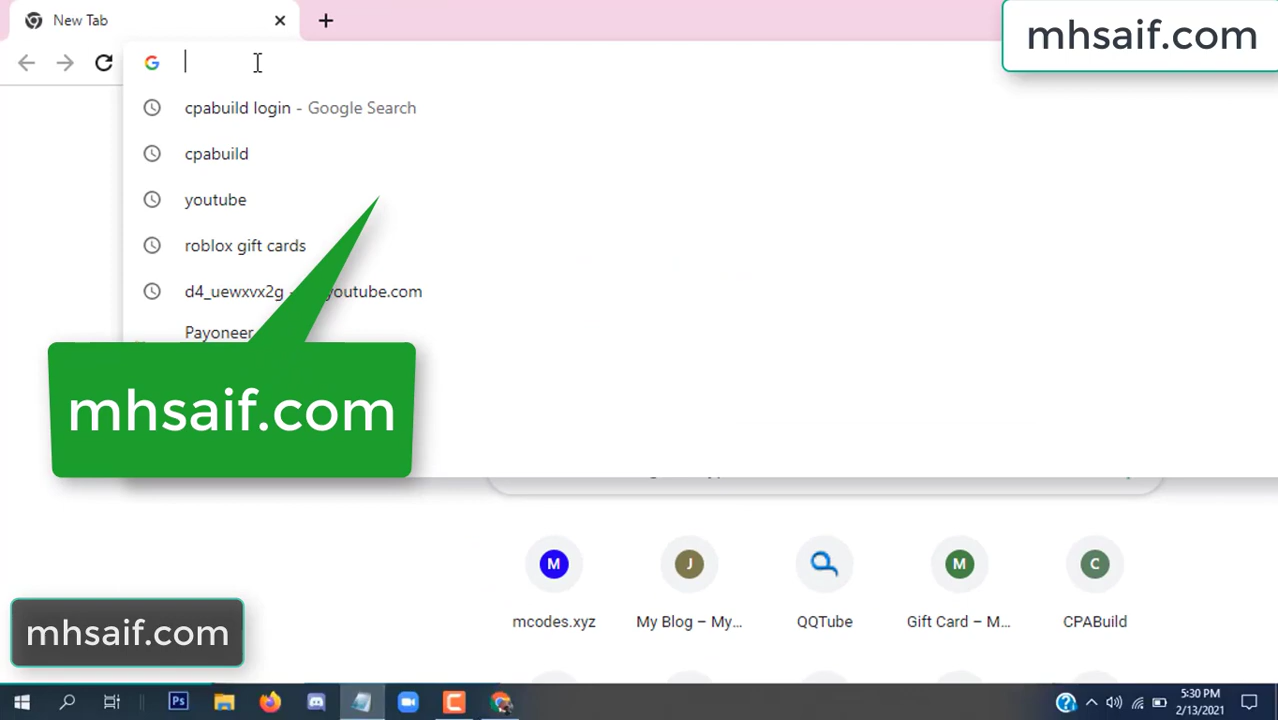 New Tab
mhsaif.com
cpabuild login - Google Search
cpabuild
youtube
roblox gift cards
d4_uewxvx2g - youtube.com
Payoneer
mhsaif.com
M
J
M
C
mcodes.xyz
My Blog – My...
QQTube
Gift Card – M...
CPABuild
mhsaif.com
Ps
5:30 PM
2/13/2021